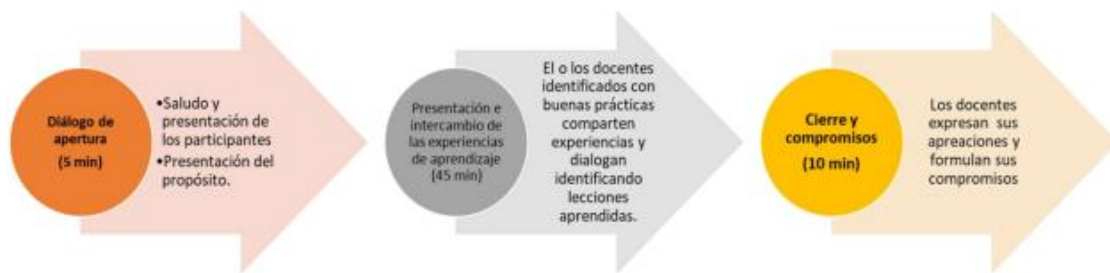 Diálogo de
apertura
(5 min)
•Saludo y
presentación de
los participantes
•Presentación del
propósito.
Presentación e
intercambio de
las experiencias
de aprendizaje
(45 min)
El o los docentes
identificados con
buenas prácticas
comparten
experiencias y
dialogan
identificando
lecciones
aprendidas.
Cierre y
compromisos
(10 min)
Los docentes
expresan sus
apreaciones y
formulan sus
compromisos